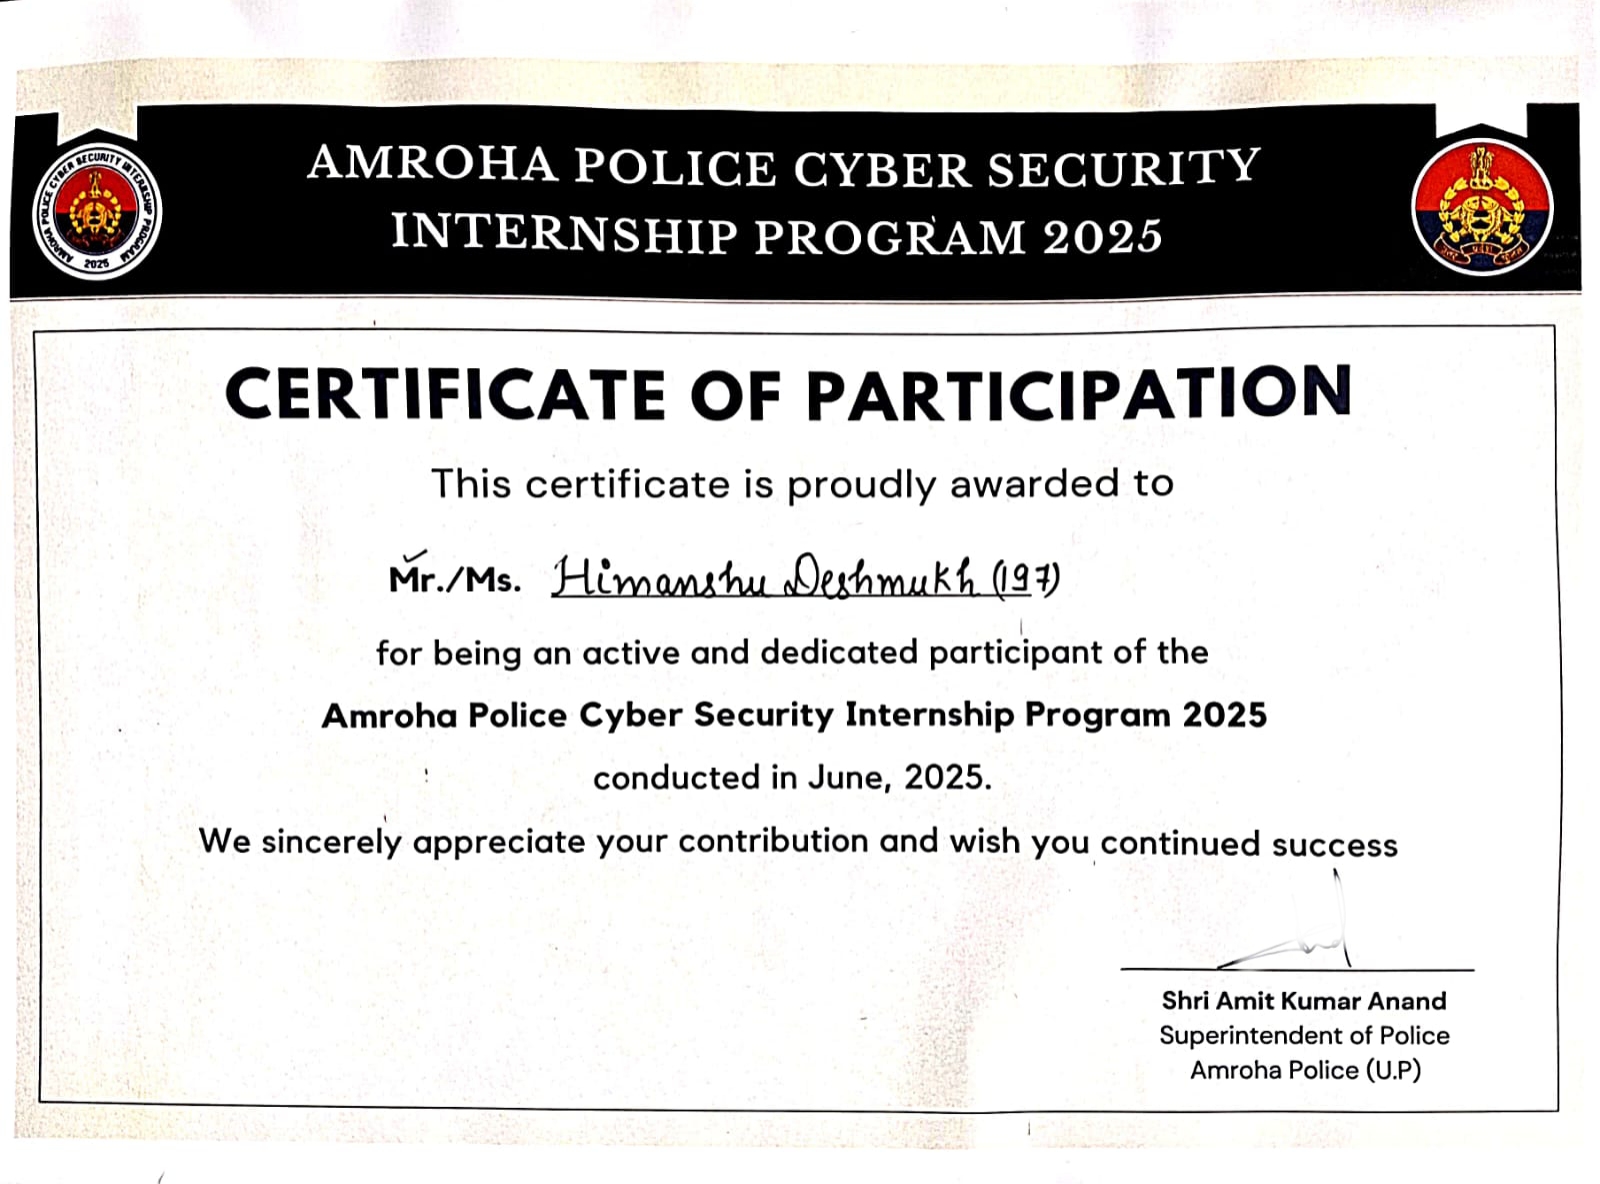 AMROHA POLICE CYBER SECURITY
INTERNSHIP PROGRAM 2025
AMROHA POLICE CYBER SECURITY INTERNSHIP PROGRAM
2025
CERTIFICATE OF PARTICIPATION
This certificate is proudly awarded to
Mr./Ms. Himanshu Deshmukh (197)
for being an active and dedicated participant of the
Amroha Police Cyber Security Internship Program 2025
conducted in June, 2025.
We sincerely appreciate your contribution and wish you continued success
Shri Amit Kumar Anand
Superintendent of Police
Amroha Police (U.P)